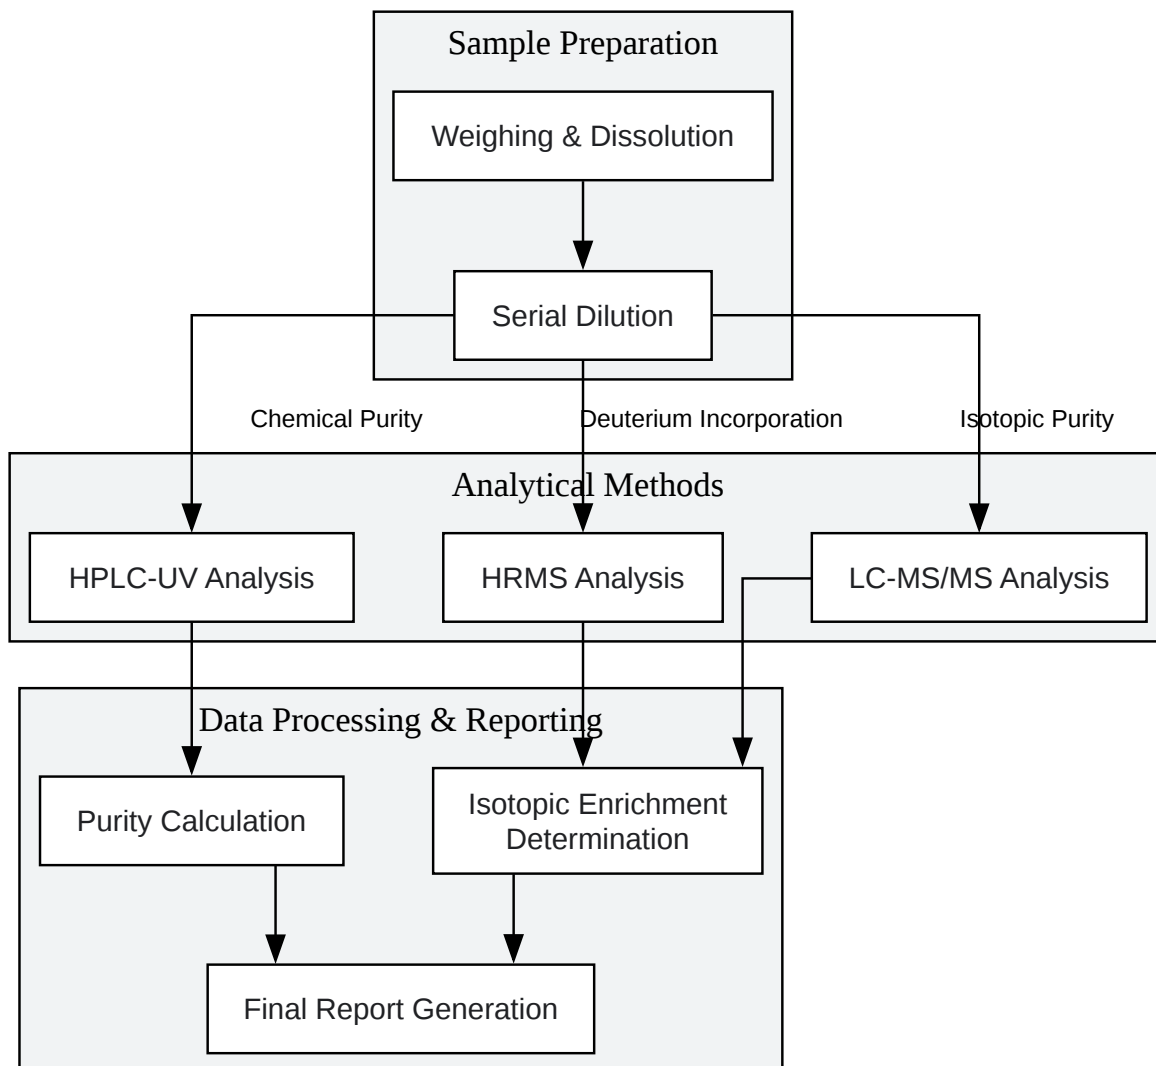 Sample Preparation
Weighing & Dissolution
Serial Dilution
Chemical Purity
Deuterium Incorporation
Isotopic Purity
Analytical Methods
HPLC-UV Analysis
HRMS Analysis
LC-MS/MS Analysis
Data Processing & Reporting
Purity Calculation
Isotopic Enrichment
Determination
Final Report Generation